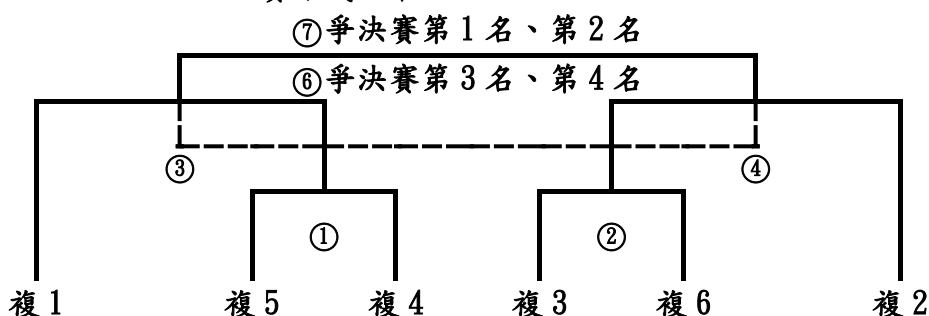 ⑦爭決賽第1名、第2名
⑥爭決賽第3名、第4名
③ ④
① ②
複1 複5 複4 複3 複6 複2